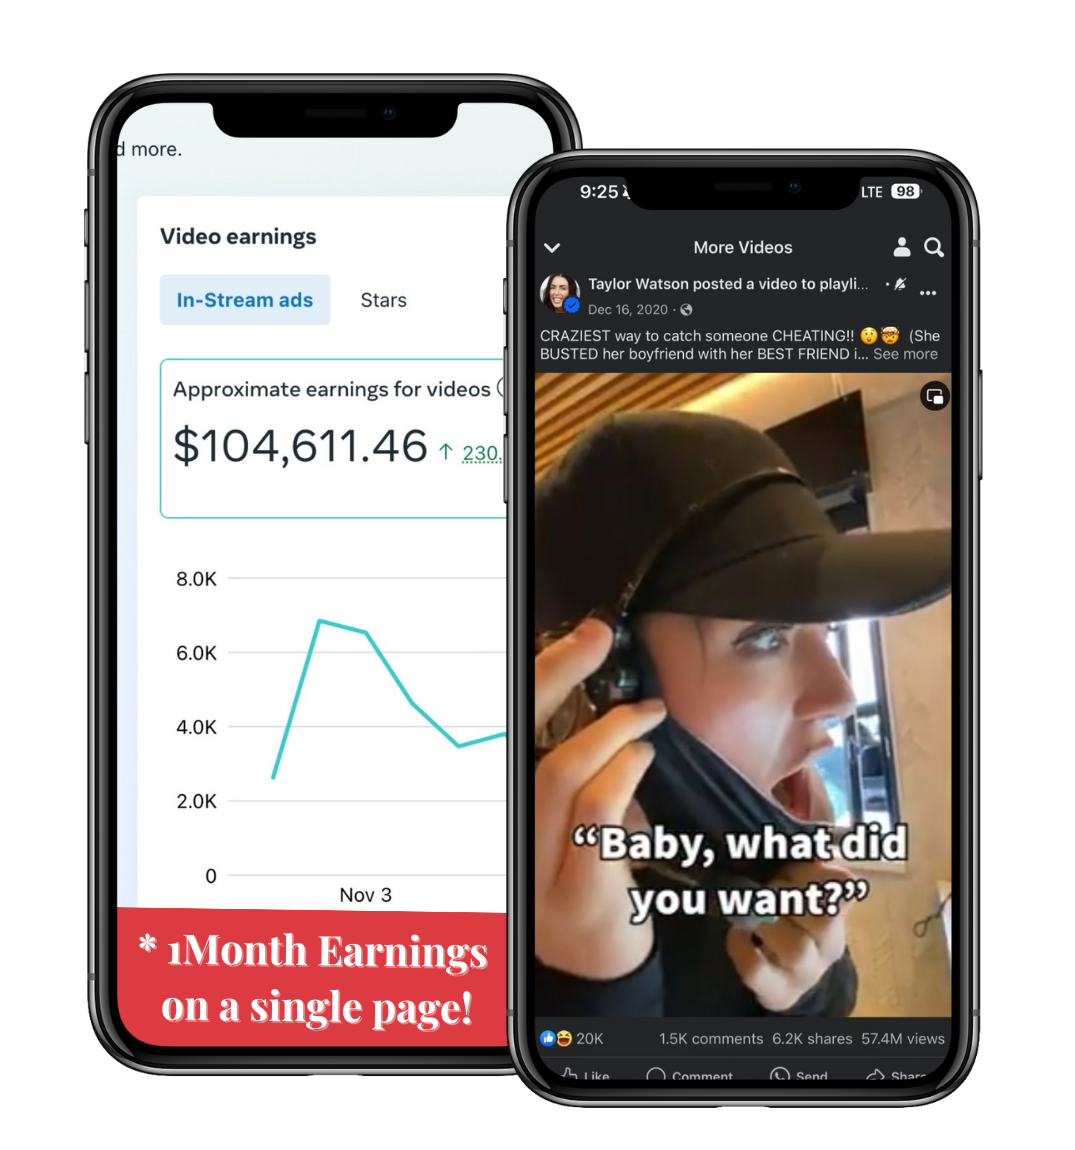 d more.
Video earnings
In-Stream ads
Stars
Approximate earnings for videos
$104,611.46 ↑ 230.
8.0K
6.0K
4.0K
2.0K
0
Nov 3
* 1Month Earnings
on a single page!
9:25
LTE 98
More Videos
Taylor Watson posted a video to playli...
Dec 16, 2020 ·
CRAZIEST way to catch someone CHEATING!! 😲🤯 (She
BUSTED her boyfriend with her BEST FRIEND i... See more
“Baby, what did
you want?”
20K
1.5K comments 6.2K shares 57.4M views
Like
Comment
Send
Share